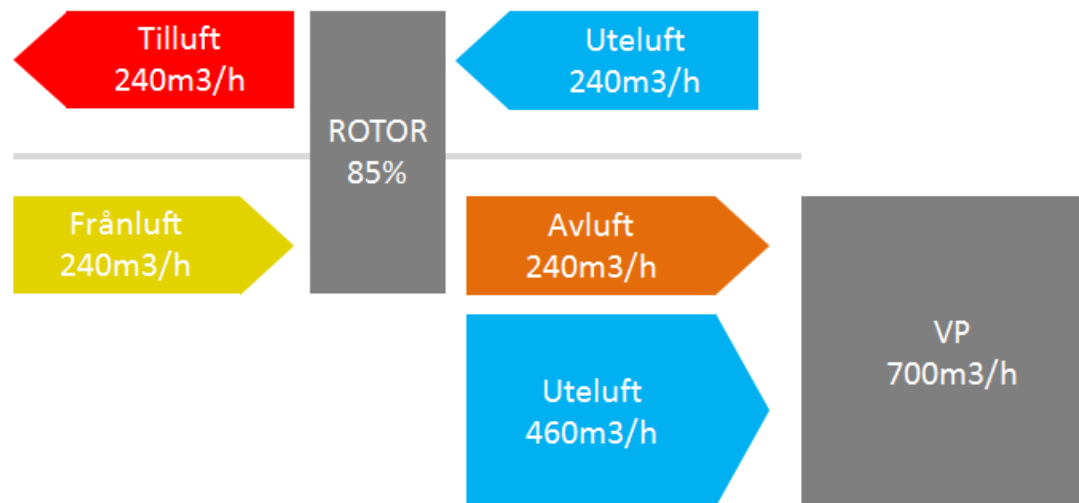 Tilluft
240m3/h
ROTOR
85%
Uteluft
240m3/h
Frånluft
240m3/h
Avluft
240m3/h
Uteluft
460m3/h
VP
700m3/h